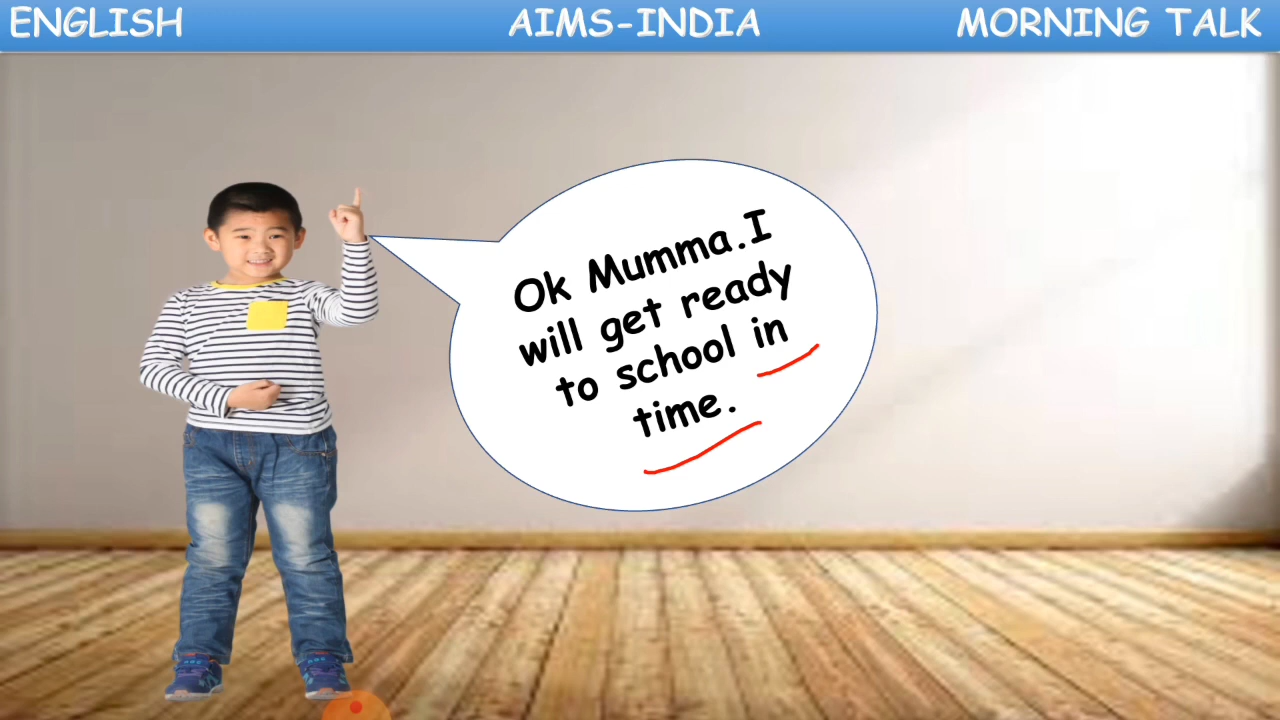 ENGLISH AIMS-INDIA MORNING TALK
Ok Mumma.I
will get ready
to school in
time.